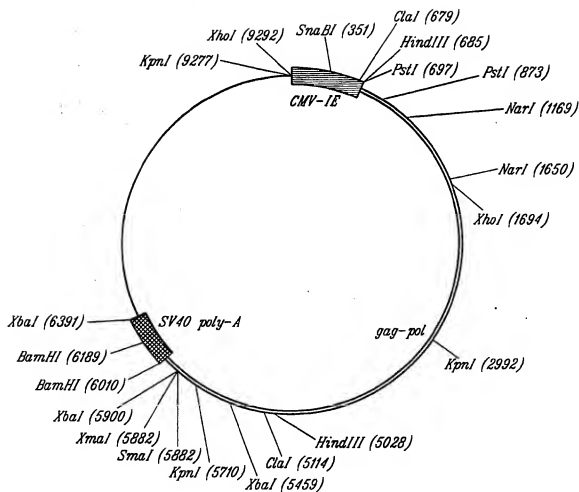 ClaI (679)
SnaBI (351)
HindIII (685)
XhoI (9292)
PstI (697)
PstI (873)
KpnI (9277)
CMV-IE
NarI (1169)
NarI (1650)
XhoI (1694)
XbaI (6391)
SV40 poly-A
gag-pol
BamHI (6189)
KpnI (2992)
BamHI (6010)
XbaI (5900)
XmaI (5882)
HindIII (5028)
SmaI (5882)
ClaI (5114)
KpnI (5710)
XbaI (5459)